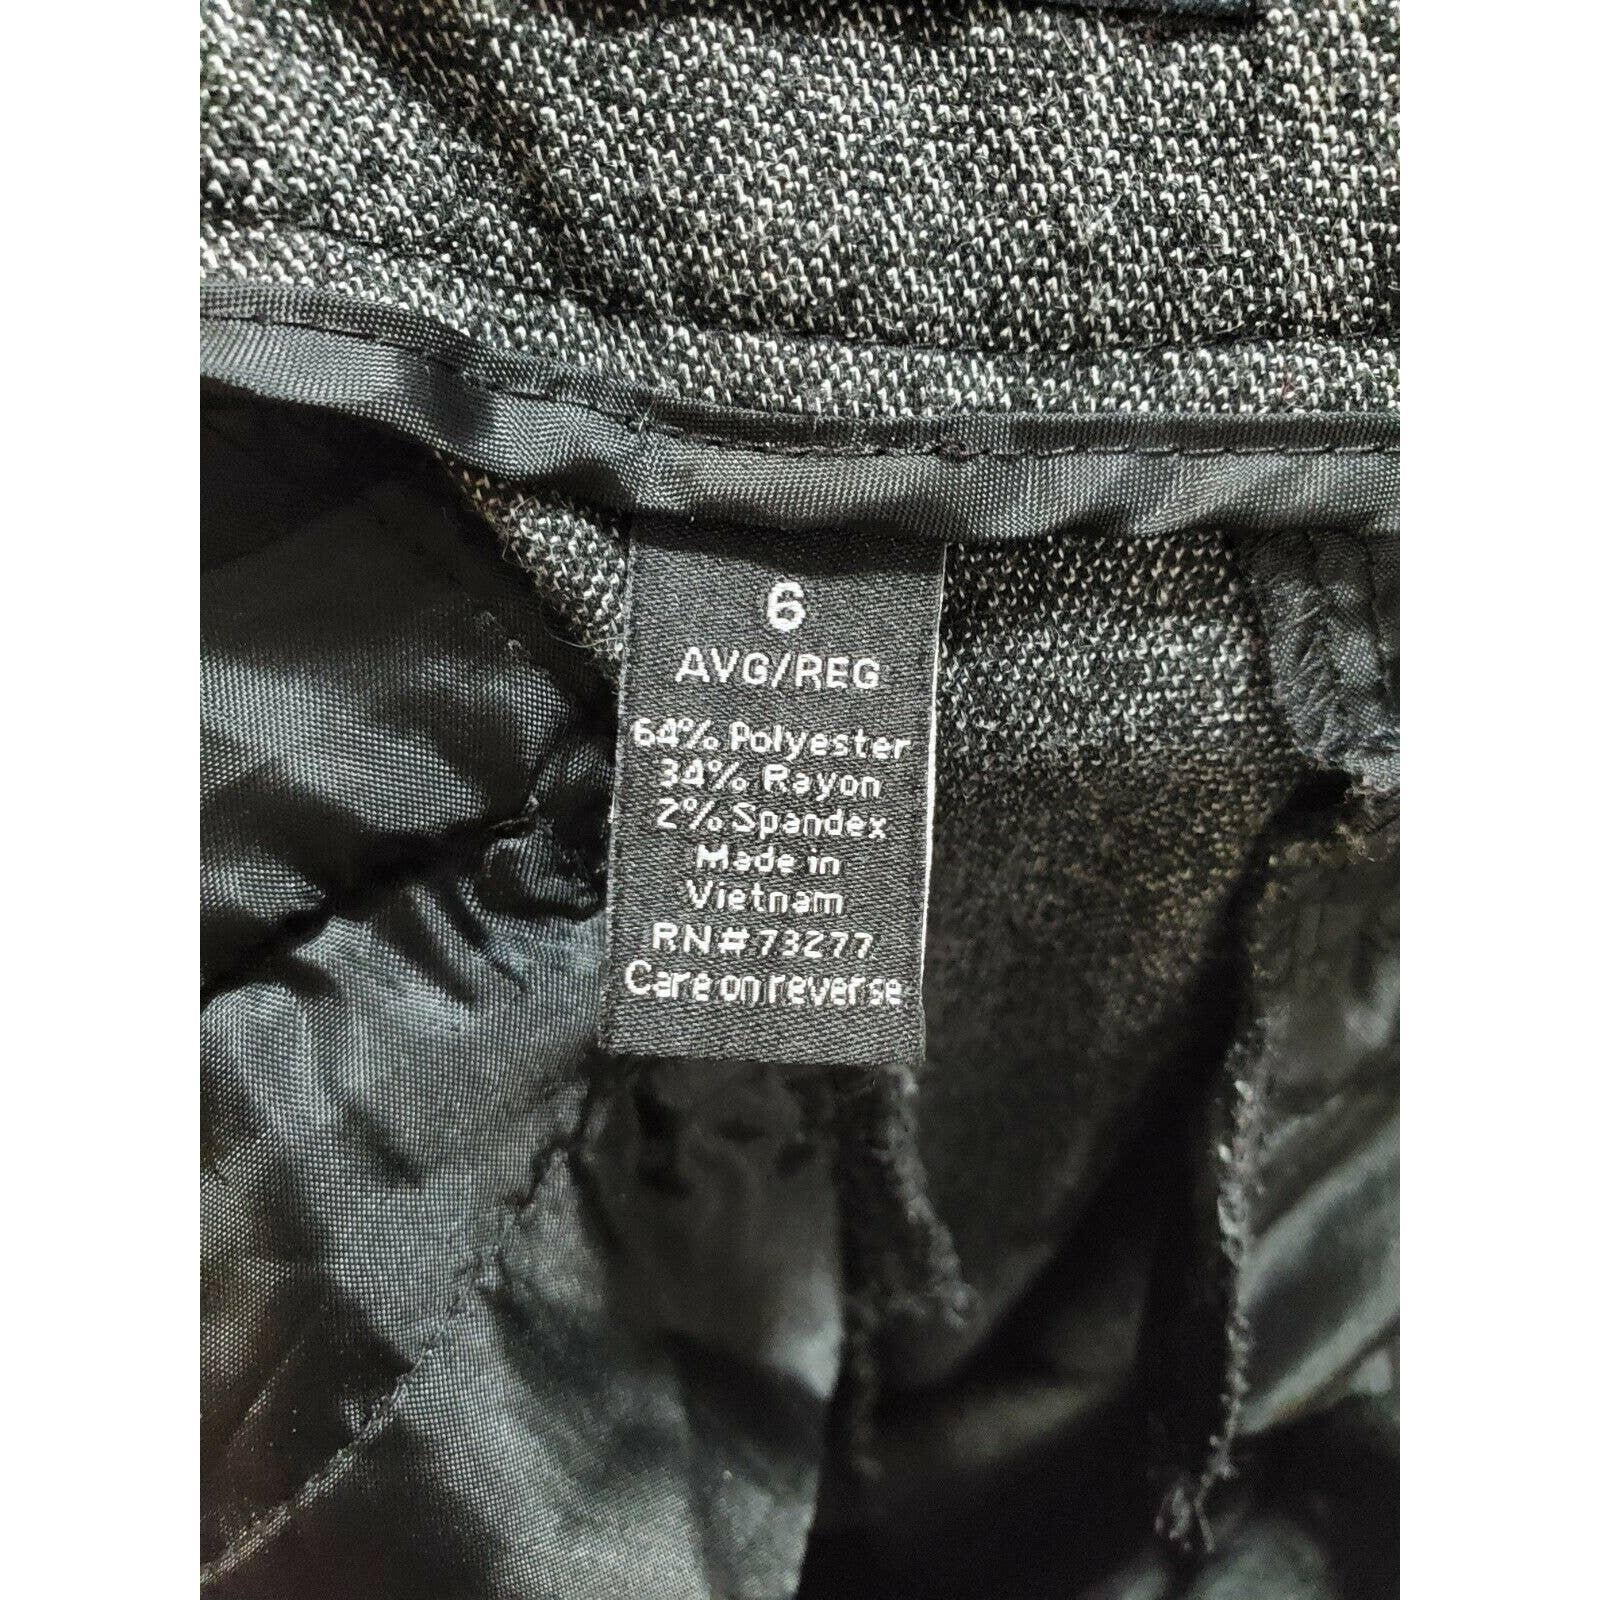 6
AVG/REG
64% Polyester
34% Rayon
2% Spandex
Made in
Vietnam
RN#73277
Care on reverse